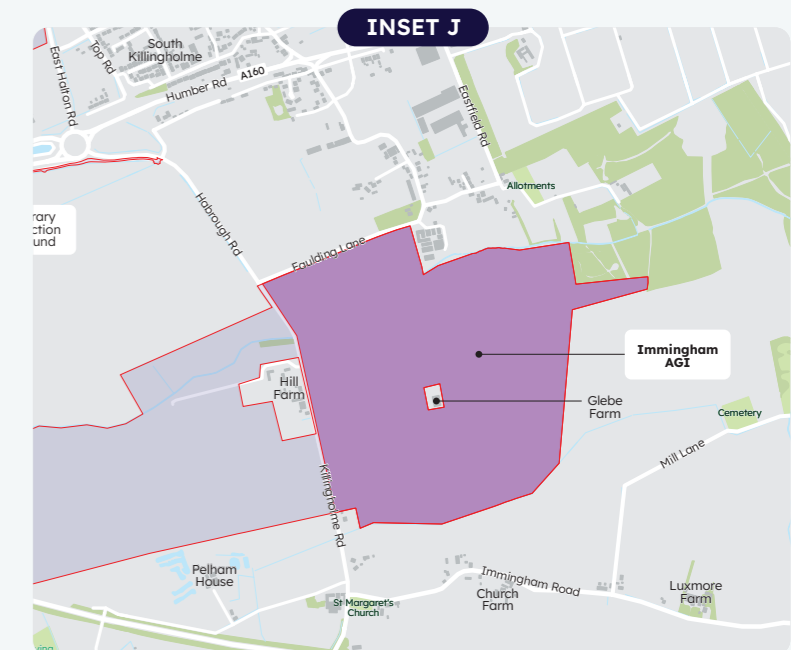 INSET J
South
Killingholme
Top Rd
East Halton Rd
Humber Rd
A160
Eastfield Rd
Allotments
Habrough Rd
rary
ction
und
Faulding Lane
Immingham
AGI
Hill
Farm
Glebe
Farm
Cemetery
Mill Lane
Killingholme Rd
Pelham
House
Immingham Road
Church
Farm
Luxmore
Farm
St Margaret's
Church